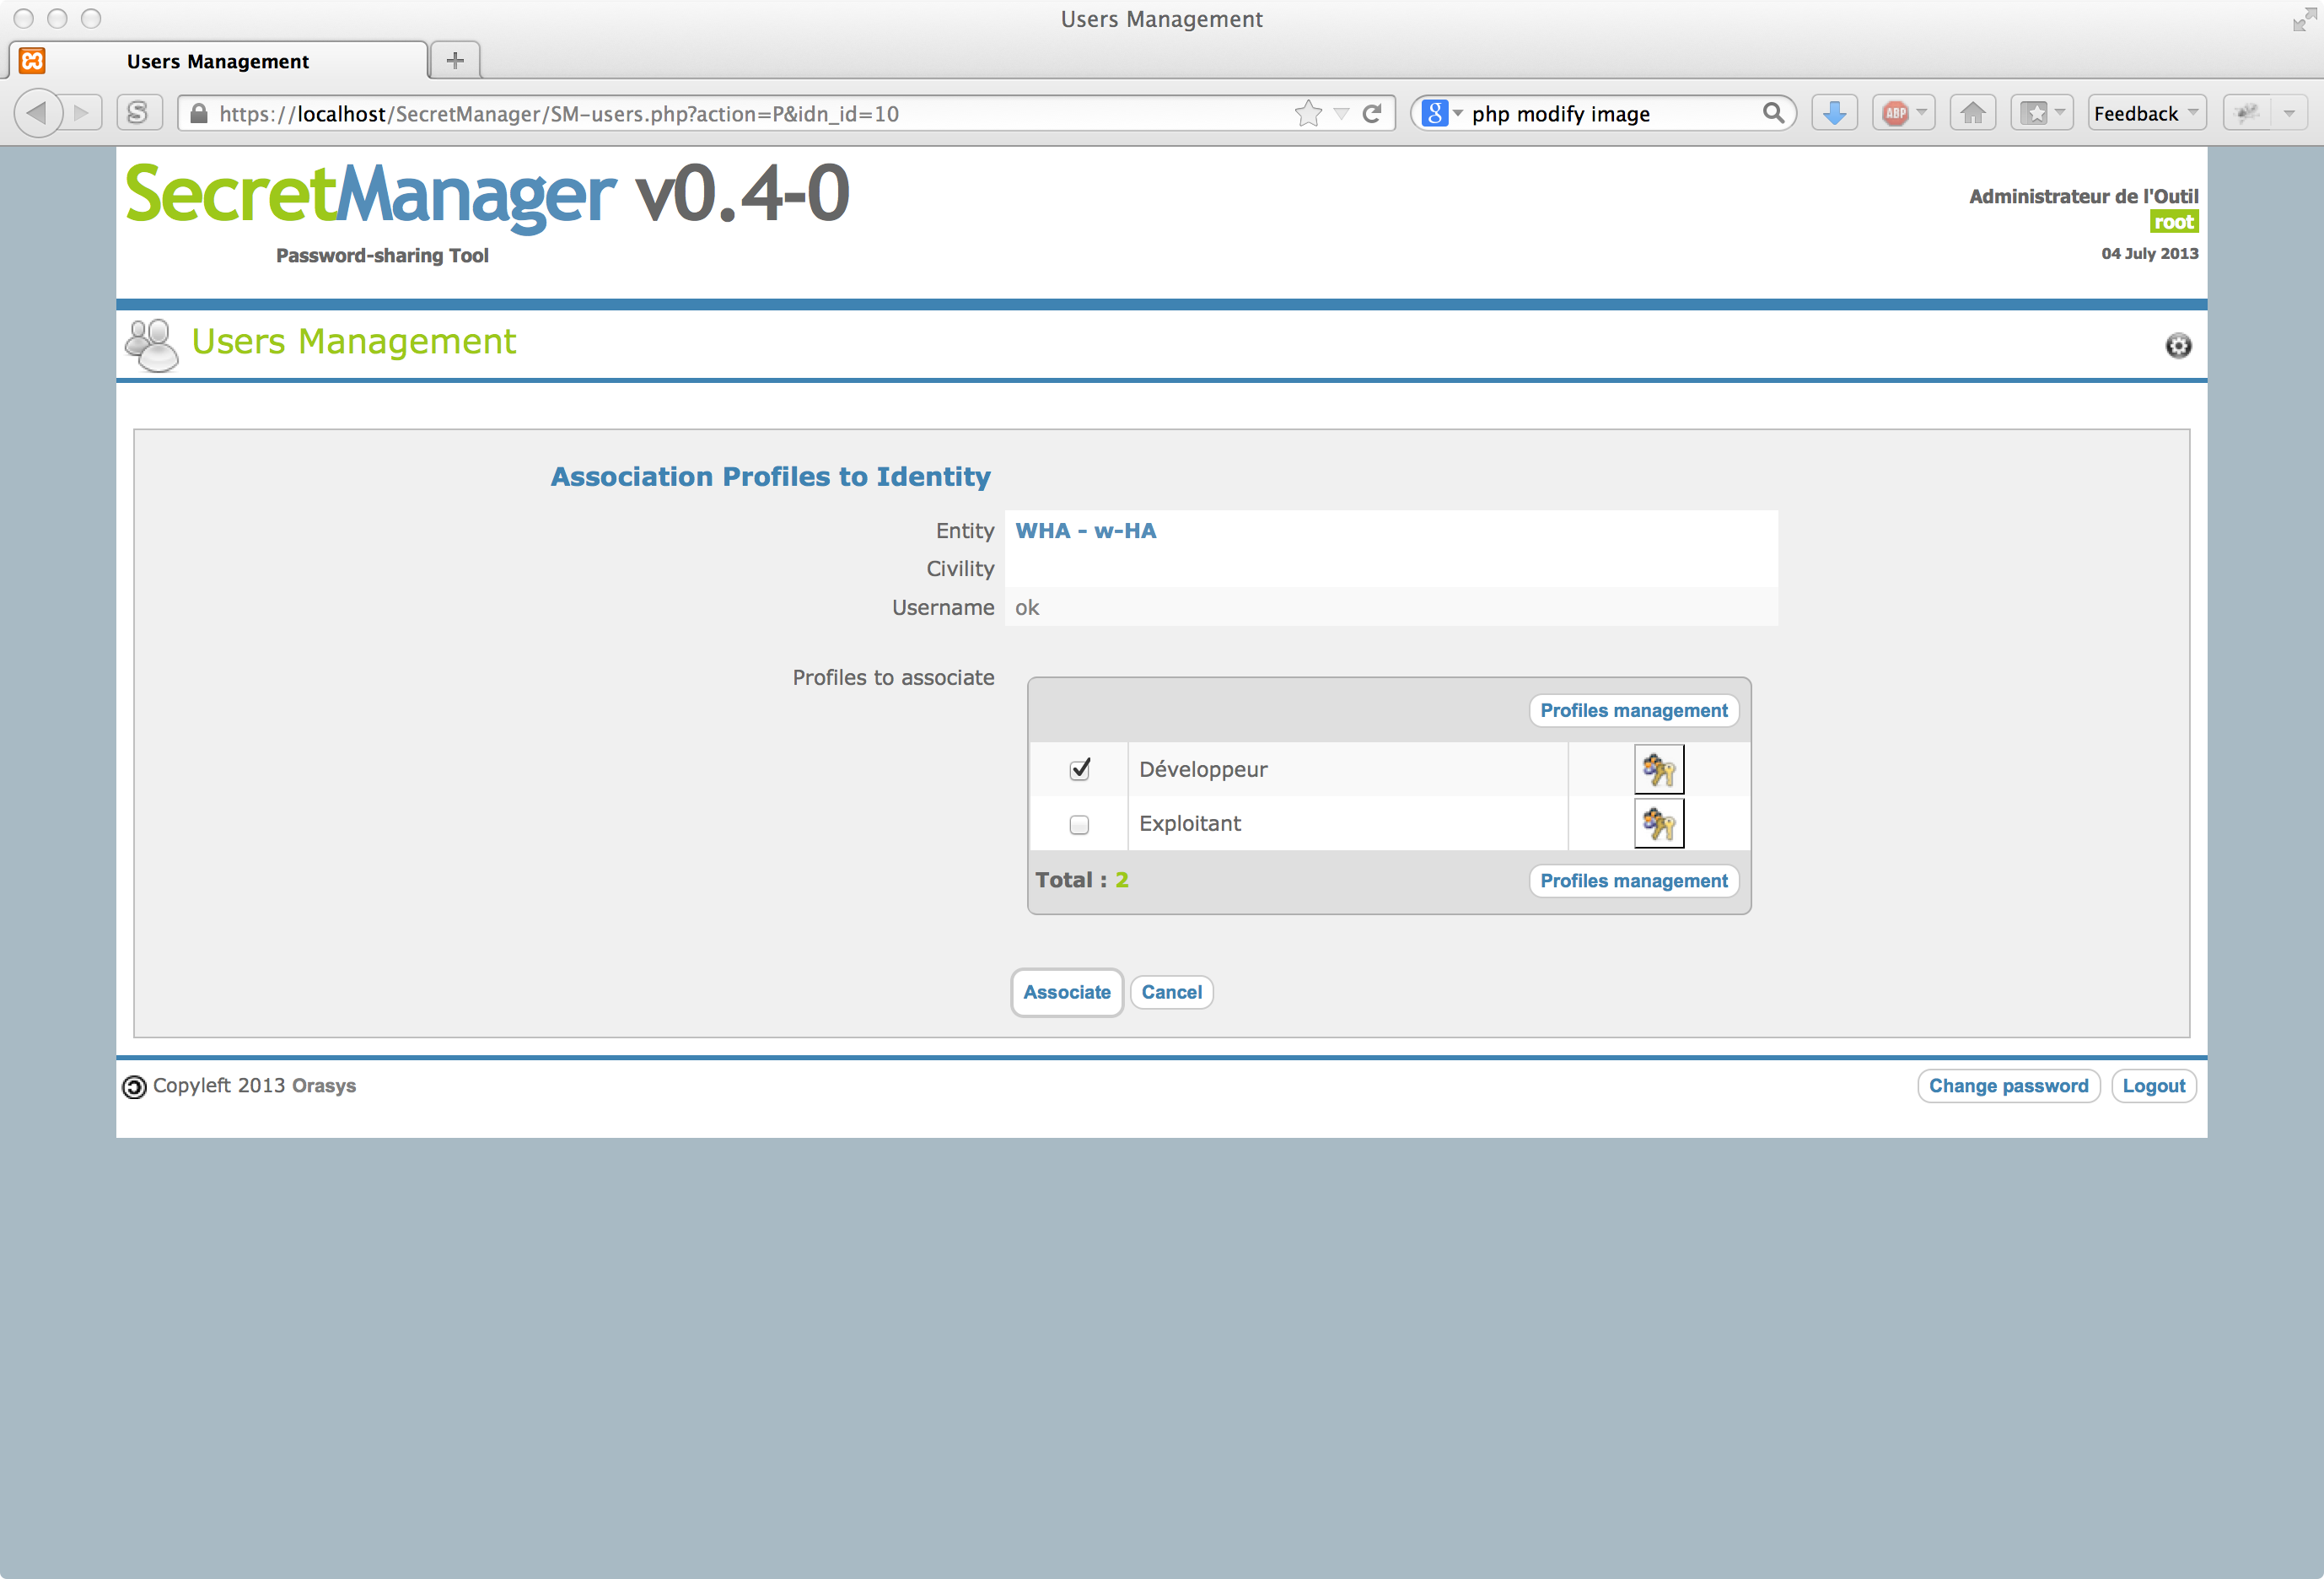 Users Management
Users Management
https://localhost/SecretManager/SM-users.php?action=P&idn_id=10
php modify image
ABP
Feedback
SecretManager v0.4-0
Password-sharing Tool
Administrateur de l'Outil
root
04 July 2013
Users Management
Association Profiles to Identity
Entity WHA - w-HA
Civility
Username ok
Profiles to associate
Profiles management
Développeur
Exploitant
Total : 2 Profiles management
Associate Cancel
Copyleft 2013 Orasys
Change password Logout